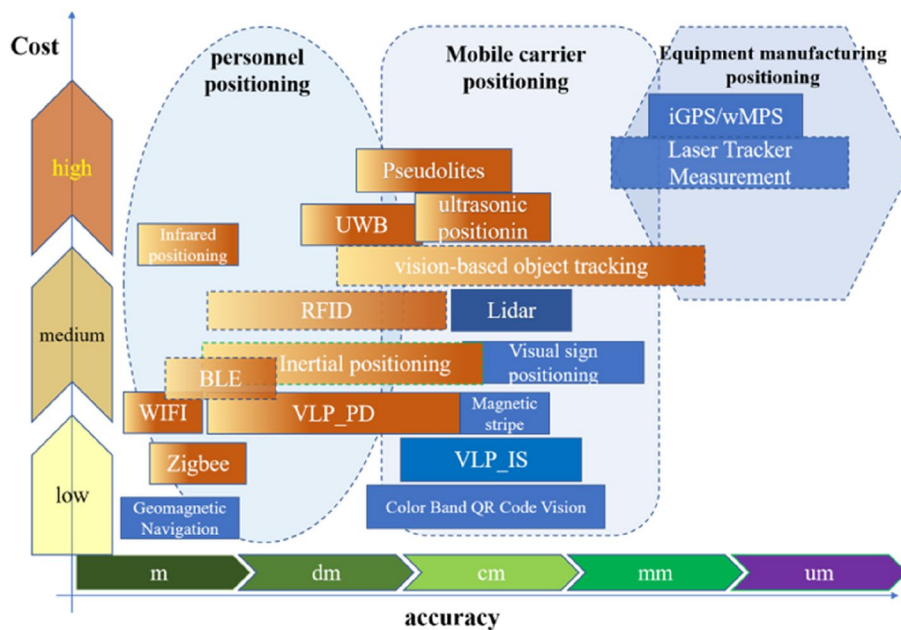 Cost
personnel
positioning
Mobile carrier
positioning
Equipment manufacturing
positioning
iGPS/wMPS
Laser Tracker
Measurement
high
Pseudolites
ultrasonic
positionin
UWB
Infrared
positioning
vision-based object tracking
RFID
Lidar
medium
Inertial positioning
Visual sign
positioning
BLE
WIFI
VLP_PD
Magnetic
stripe
Zigbee
VLP_IS
low
Geomagnetic
Navigation
Color Band QR Code Vision
m
dm
cm
mm
um
accuracy